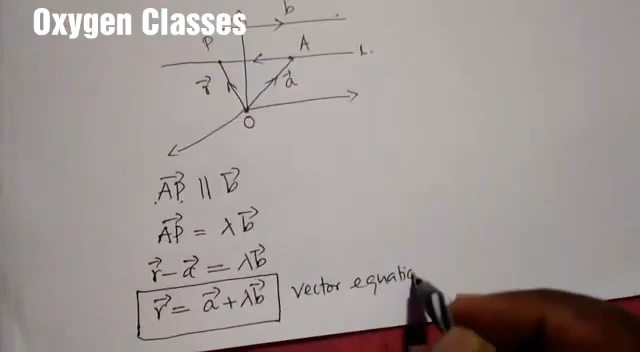 Oxygen Classes
b
P A L.
r⃗ a⃗
O
AP⃗ || b⃗
AP⃗ = λb⃗
r⃗ - a⃗ = λb⃗
r⃗ = a⃗ + λb⃗ vector equatio